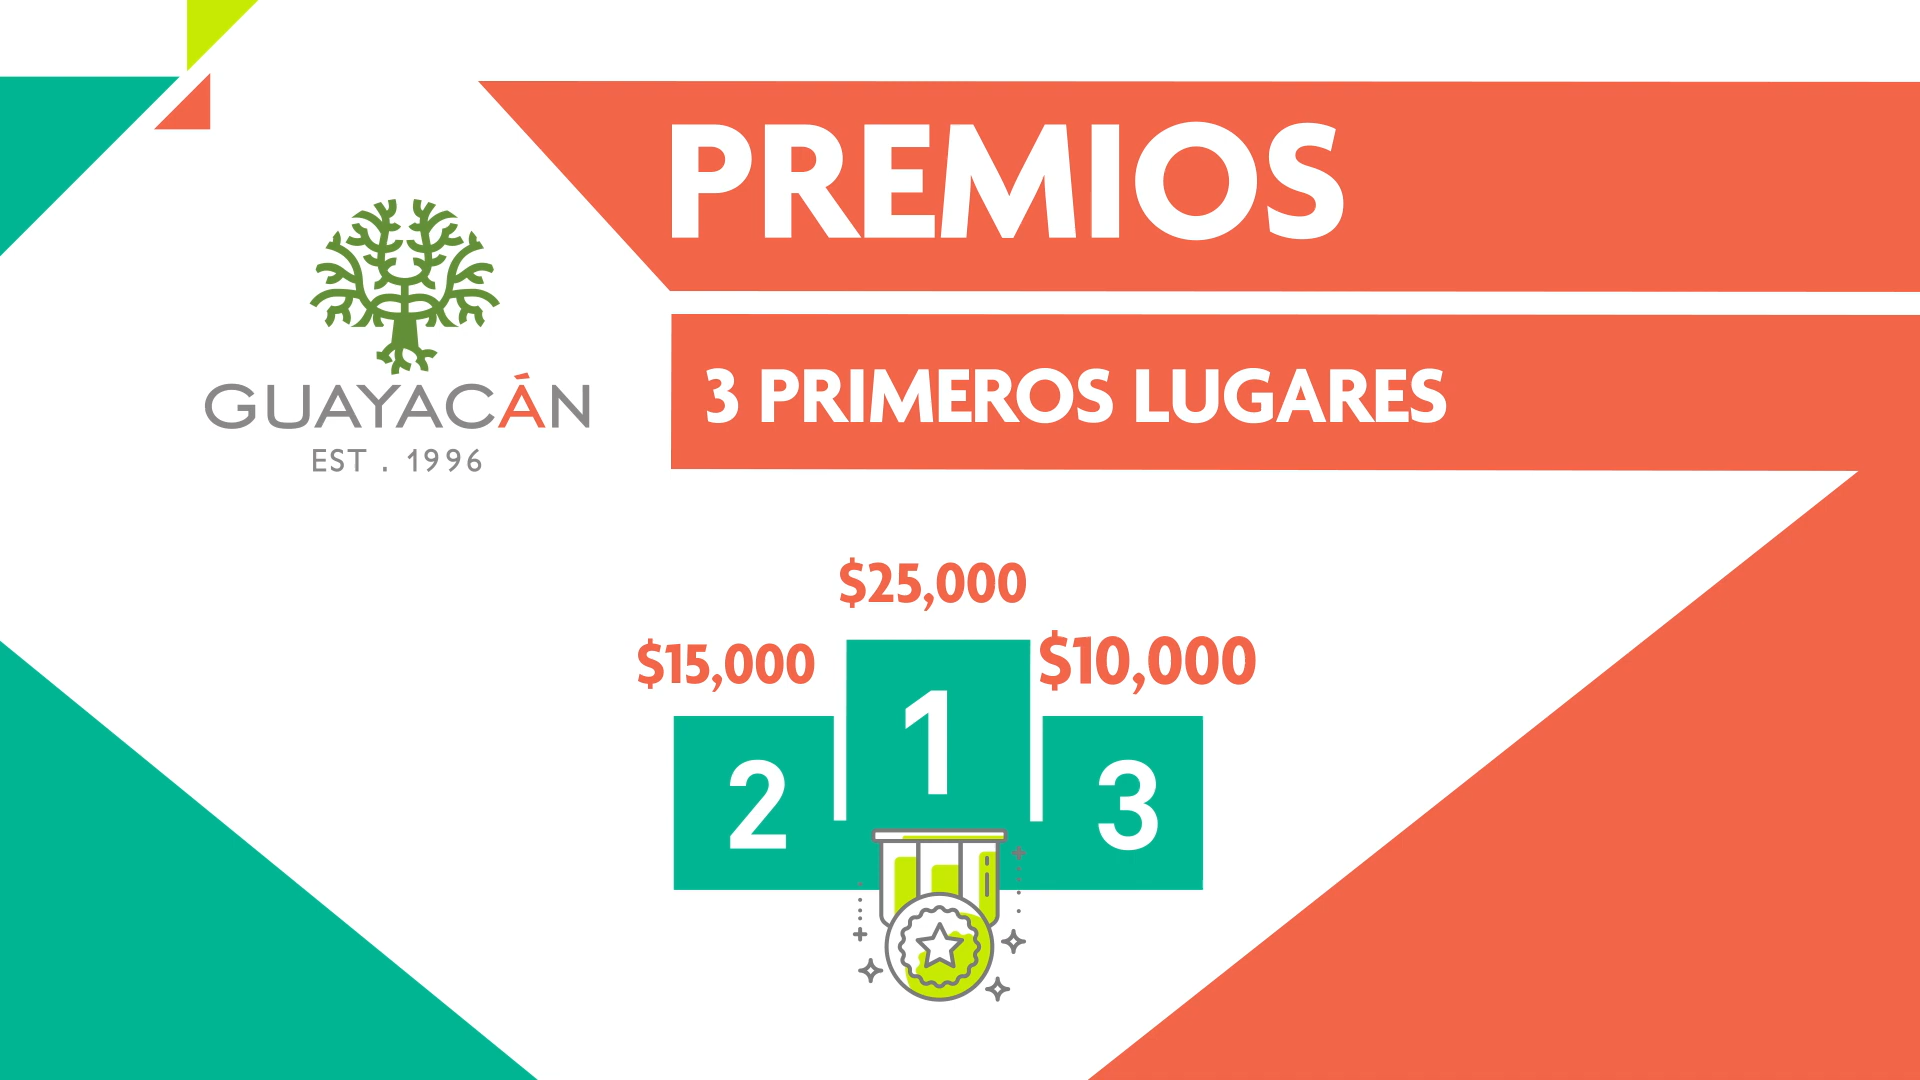 PREMIOS
3 PRIMEROS LUGARES
GUAYACÁN
EST . 1996
$25,000
$15,000
$10,000
1
2
3